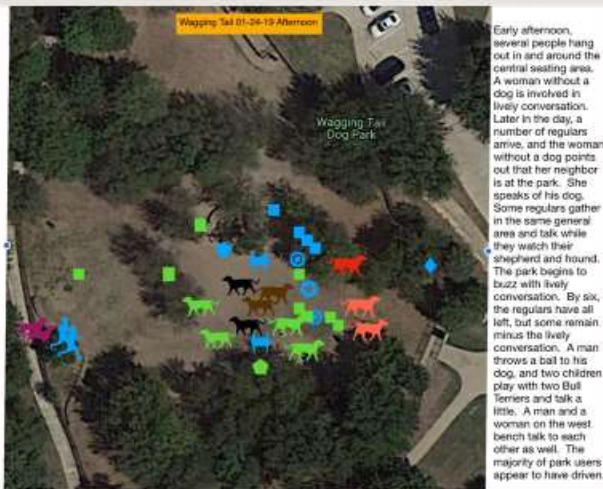 Wagging Tail 01-24-19 Afternoon
Wagging Tail
Dog Park
Early afternoon,
several people hang
out in and around the
central seating area.
A woman without a
dog is involved in
lively conversation.
Later in the day, a
number of regulars
arrive, and the woman
without a dog points
out that her neighbor
is at the park. She
speaks of his dog.
Some regulars gather
in the same general
area and talk while
they watch their
shepherd and hound.
The park begins to
buzz with lively
conversation. By six,
the regulars have all
left, but some remain
minus the lively
conversation. A man
throws a ball to his
dog, and two children
play with two Bull
Terriers and talk a
little. A man and a
woman on the west
bench talk to each
other as well. The
majority of park users
appear to have driven.